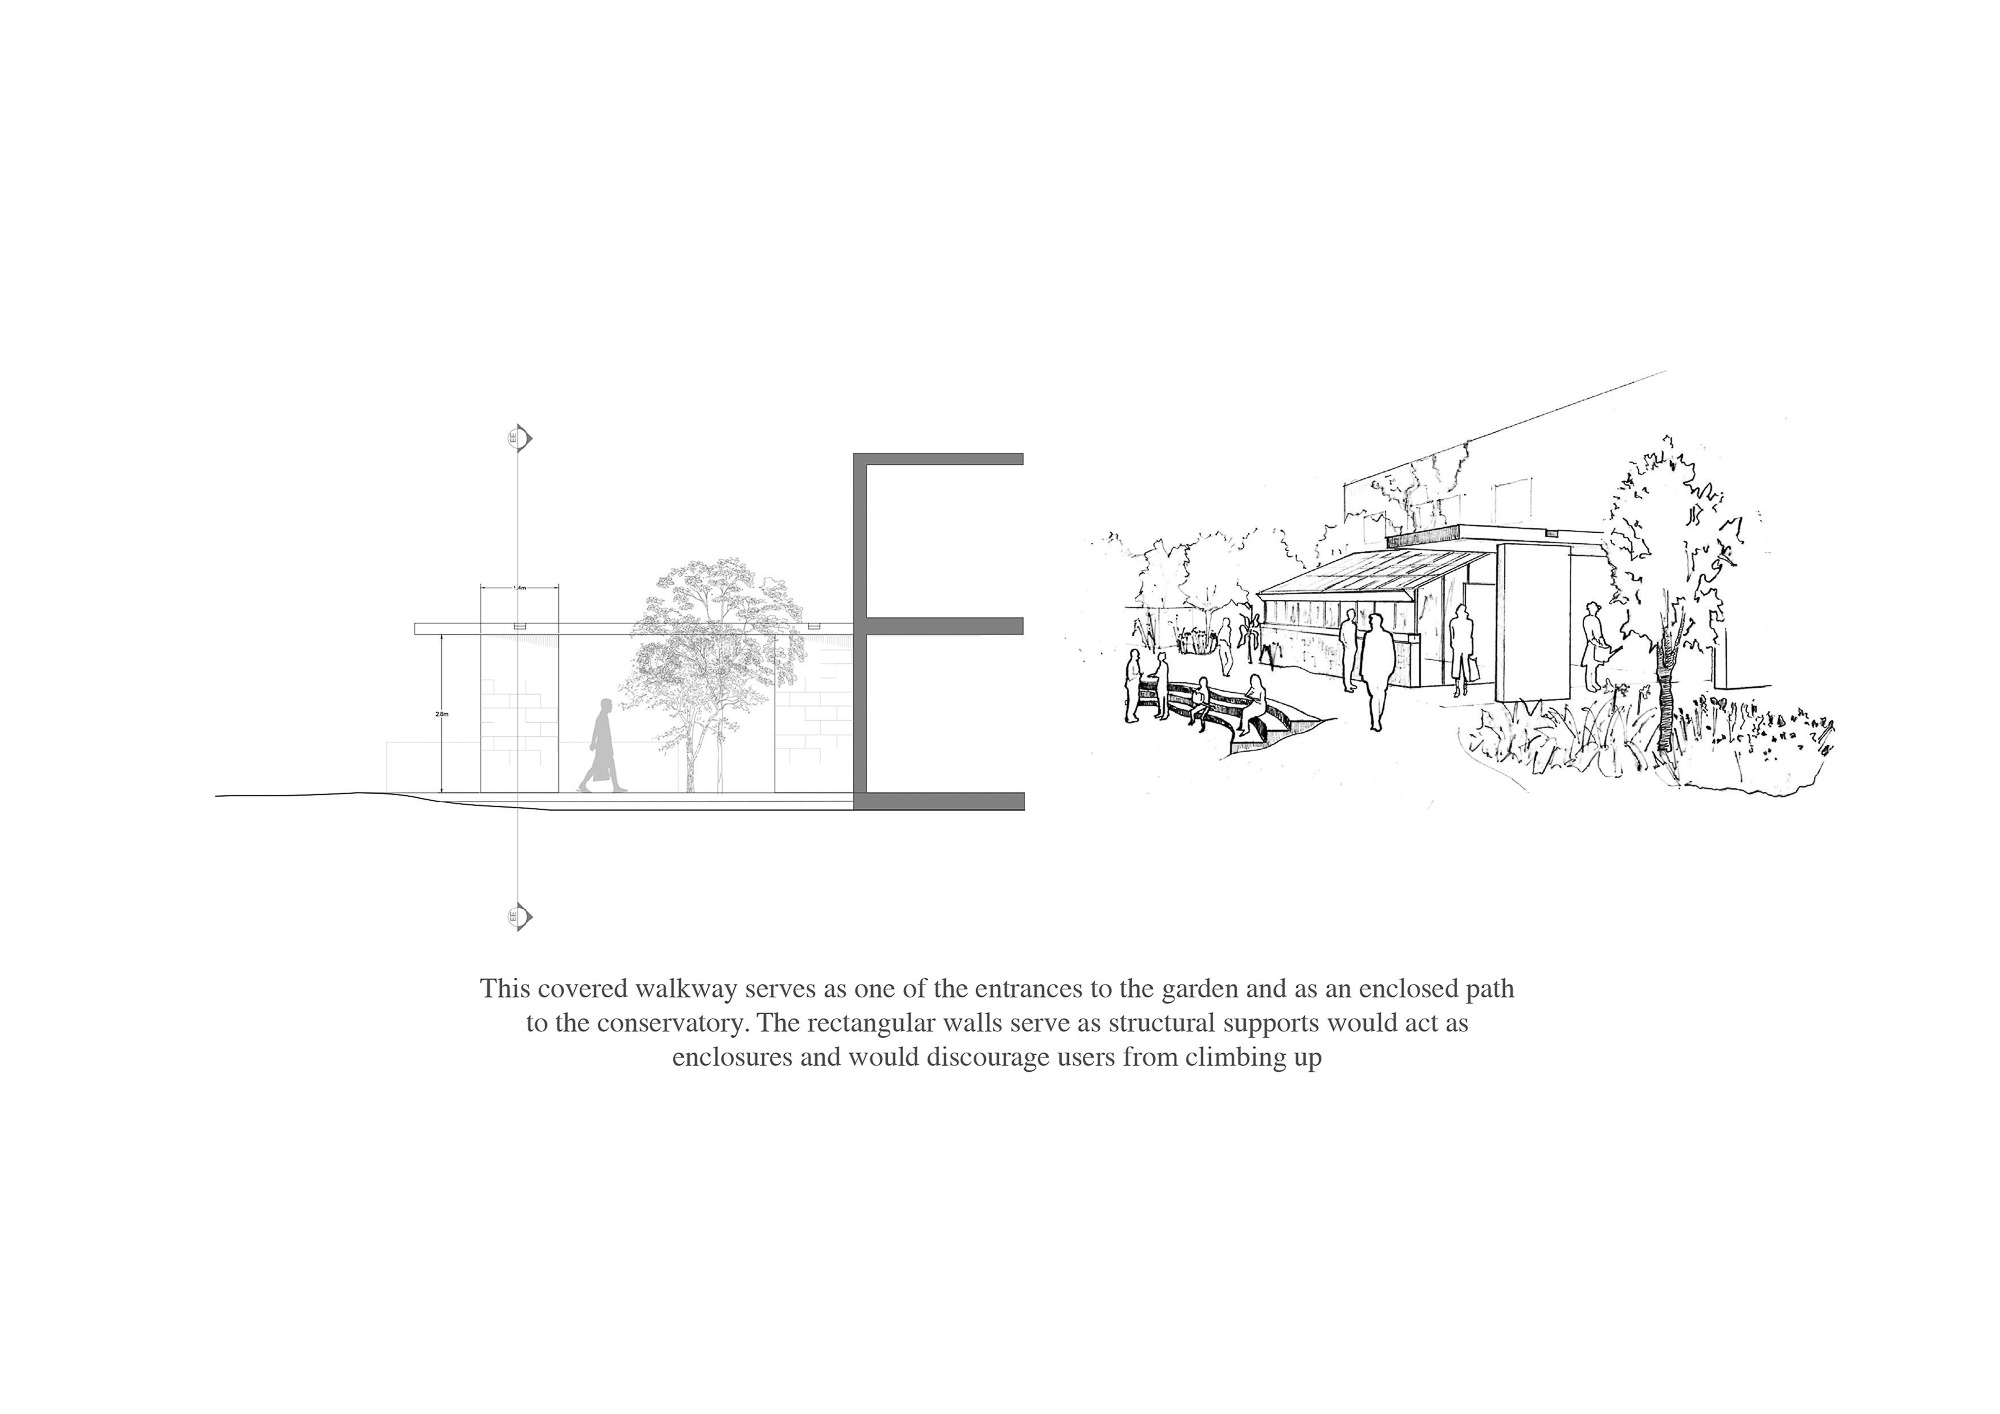 EE
1.4m
2.8m
EE
This covered walkway serves as one of the entrances to the garden and as an enclosed path
to the conservatory. The rectangular walls serve as structural supports would act as
enclosures and would discourage users from climbing up